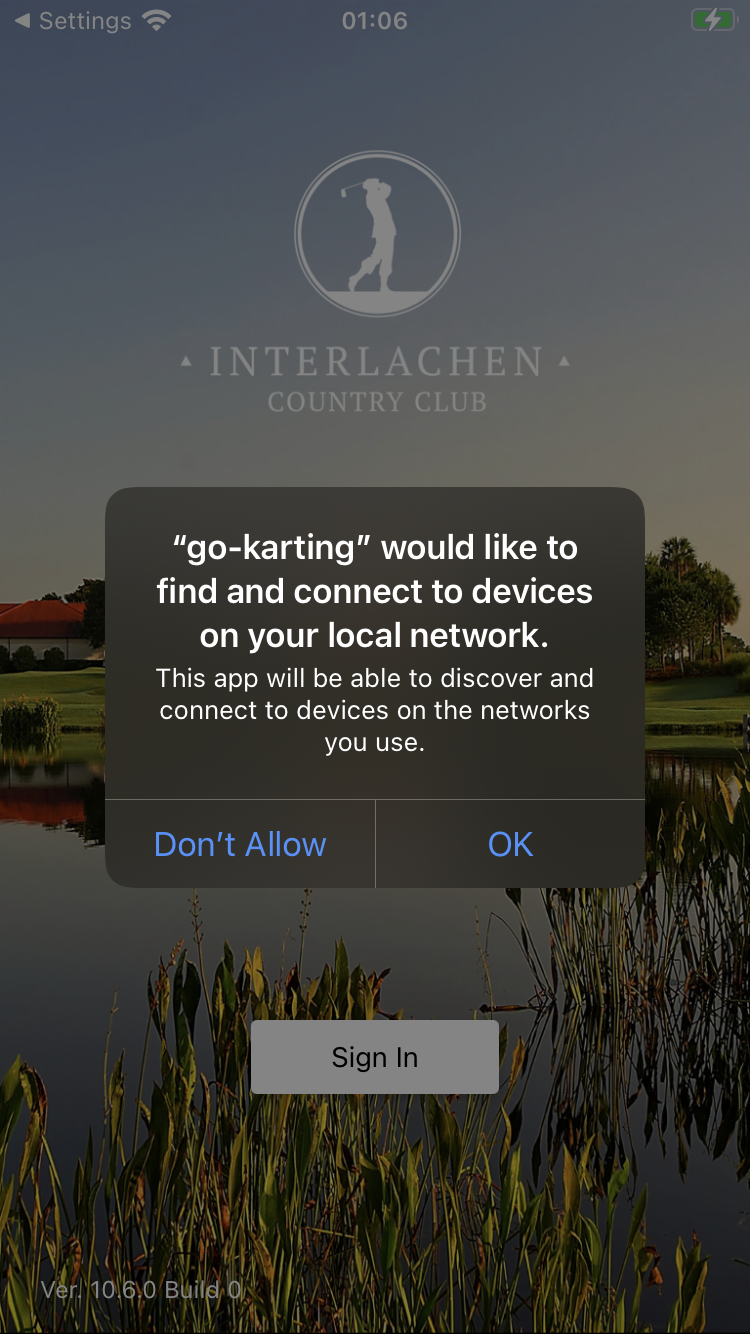 ◀ Settings 01:06
▲ INTERLACHEN ▲
COUNTRY CLUB
“go-karting” would like to
find and connect to devices
on your local network.
This app will be able to discover and
connect to devices on the networks
you use.
Don’t Allow OK
Sign In
Ver. 10.6.0 Build 0